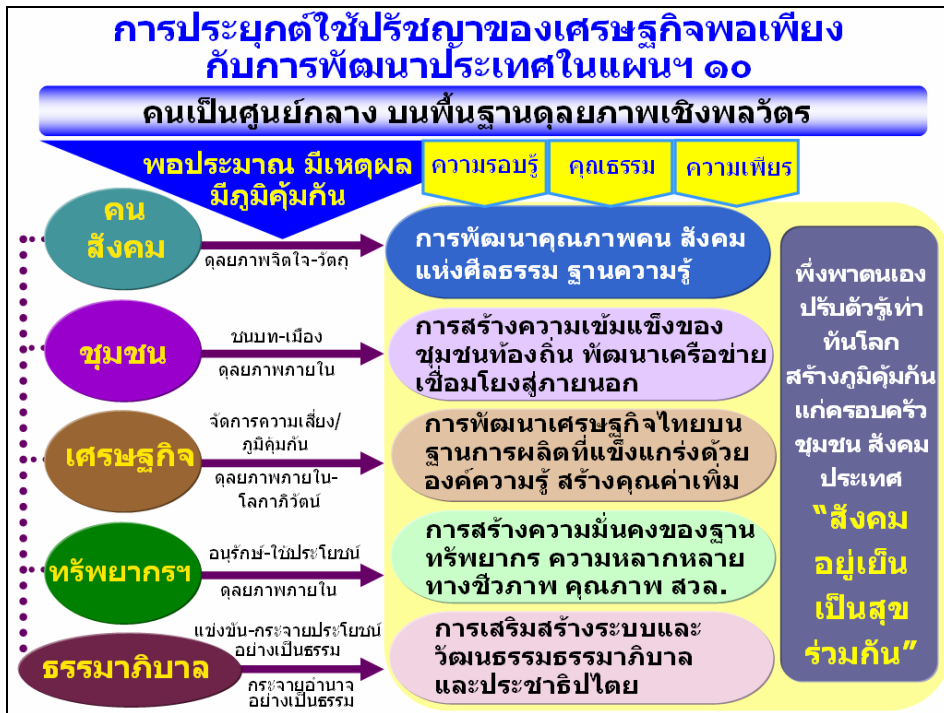 การประยุกต์ใช้ปรัชญาของเศรษฐกิจพอเพียง
กับการพัฒนาประเทศในแผนฯ ๑๐
คนเป็นศูนย์กลาง บนพื้นฐานดุลยภาพเชิงพลวัตร
พอประมาณ มีเหตุผล
มีภูมิคุ้มกัน
ความรอบรู้
คุณธรรม
ความเพียร
คน
สังคม
ดุลยภาพจิตใจ-วัตถุ
การพัฒนาคุณภาพคน สังคม
แห่งศีลธรรม ฐานความรู้
ชุมชน
ชนบท-เมือง
ดุลยภาพภายใน
การสร้างความเข้มแข็งของ
ชุมชนท้องถิ่น พัฒนาเครือข่าย
เชื่อมโยงสู่ภายนอก
เศรษฐกิจ
จัดการความเสี่ยง/
ภูมิคุ้มกัน
ดุลยภาพภายใน-
โลกาภิวัตน์
การพัฒนาเศรษฐกิจไทยบน
ฐานการผลิตที่แข็งแกร่งด้วย
องค์ความรู้ สร้างคุณค่าเพิ่ม
ทรัพยากรฯ
อนุรักษ์-ใช้ประโยชน์
ดุลยภาพภายใน
การสร้างความมั่นคงของฐาน
ทรัพยากร ความหลากหลาย
ทางชีวภาพ คุณภาพ สวล.
ธรรมาภิบาล
แข่งขัน-กระจายประโยชน์
อย่างเป็นธรรม
กระจายอำนาจ
อย่างเป็นธรรม
การเสริมสร้างระบบและ
วัฒนธรรมธรรมาภิบาล
และประชาธิปไตย
พึ่งพาตนเอง
ปรับตัวรู้เท่า
ทันโลก
สร้างภูมิคุ้มกัน
แก่ครอบครัว
ชุมชน สังคม
ประเทศ
“สังคม
อยู่เย็น
เป็นสุข
ร่วมกัน”